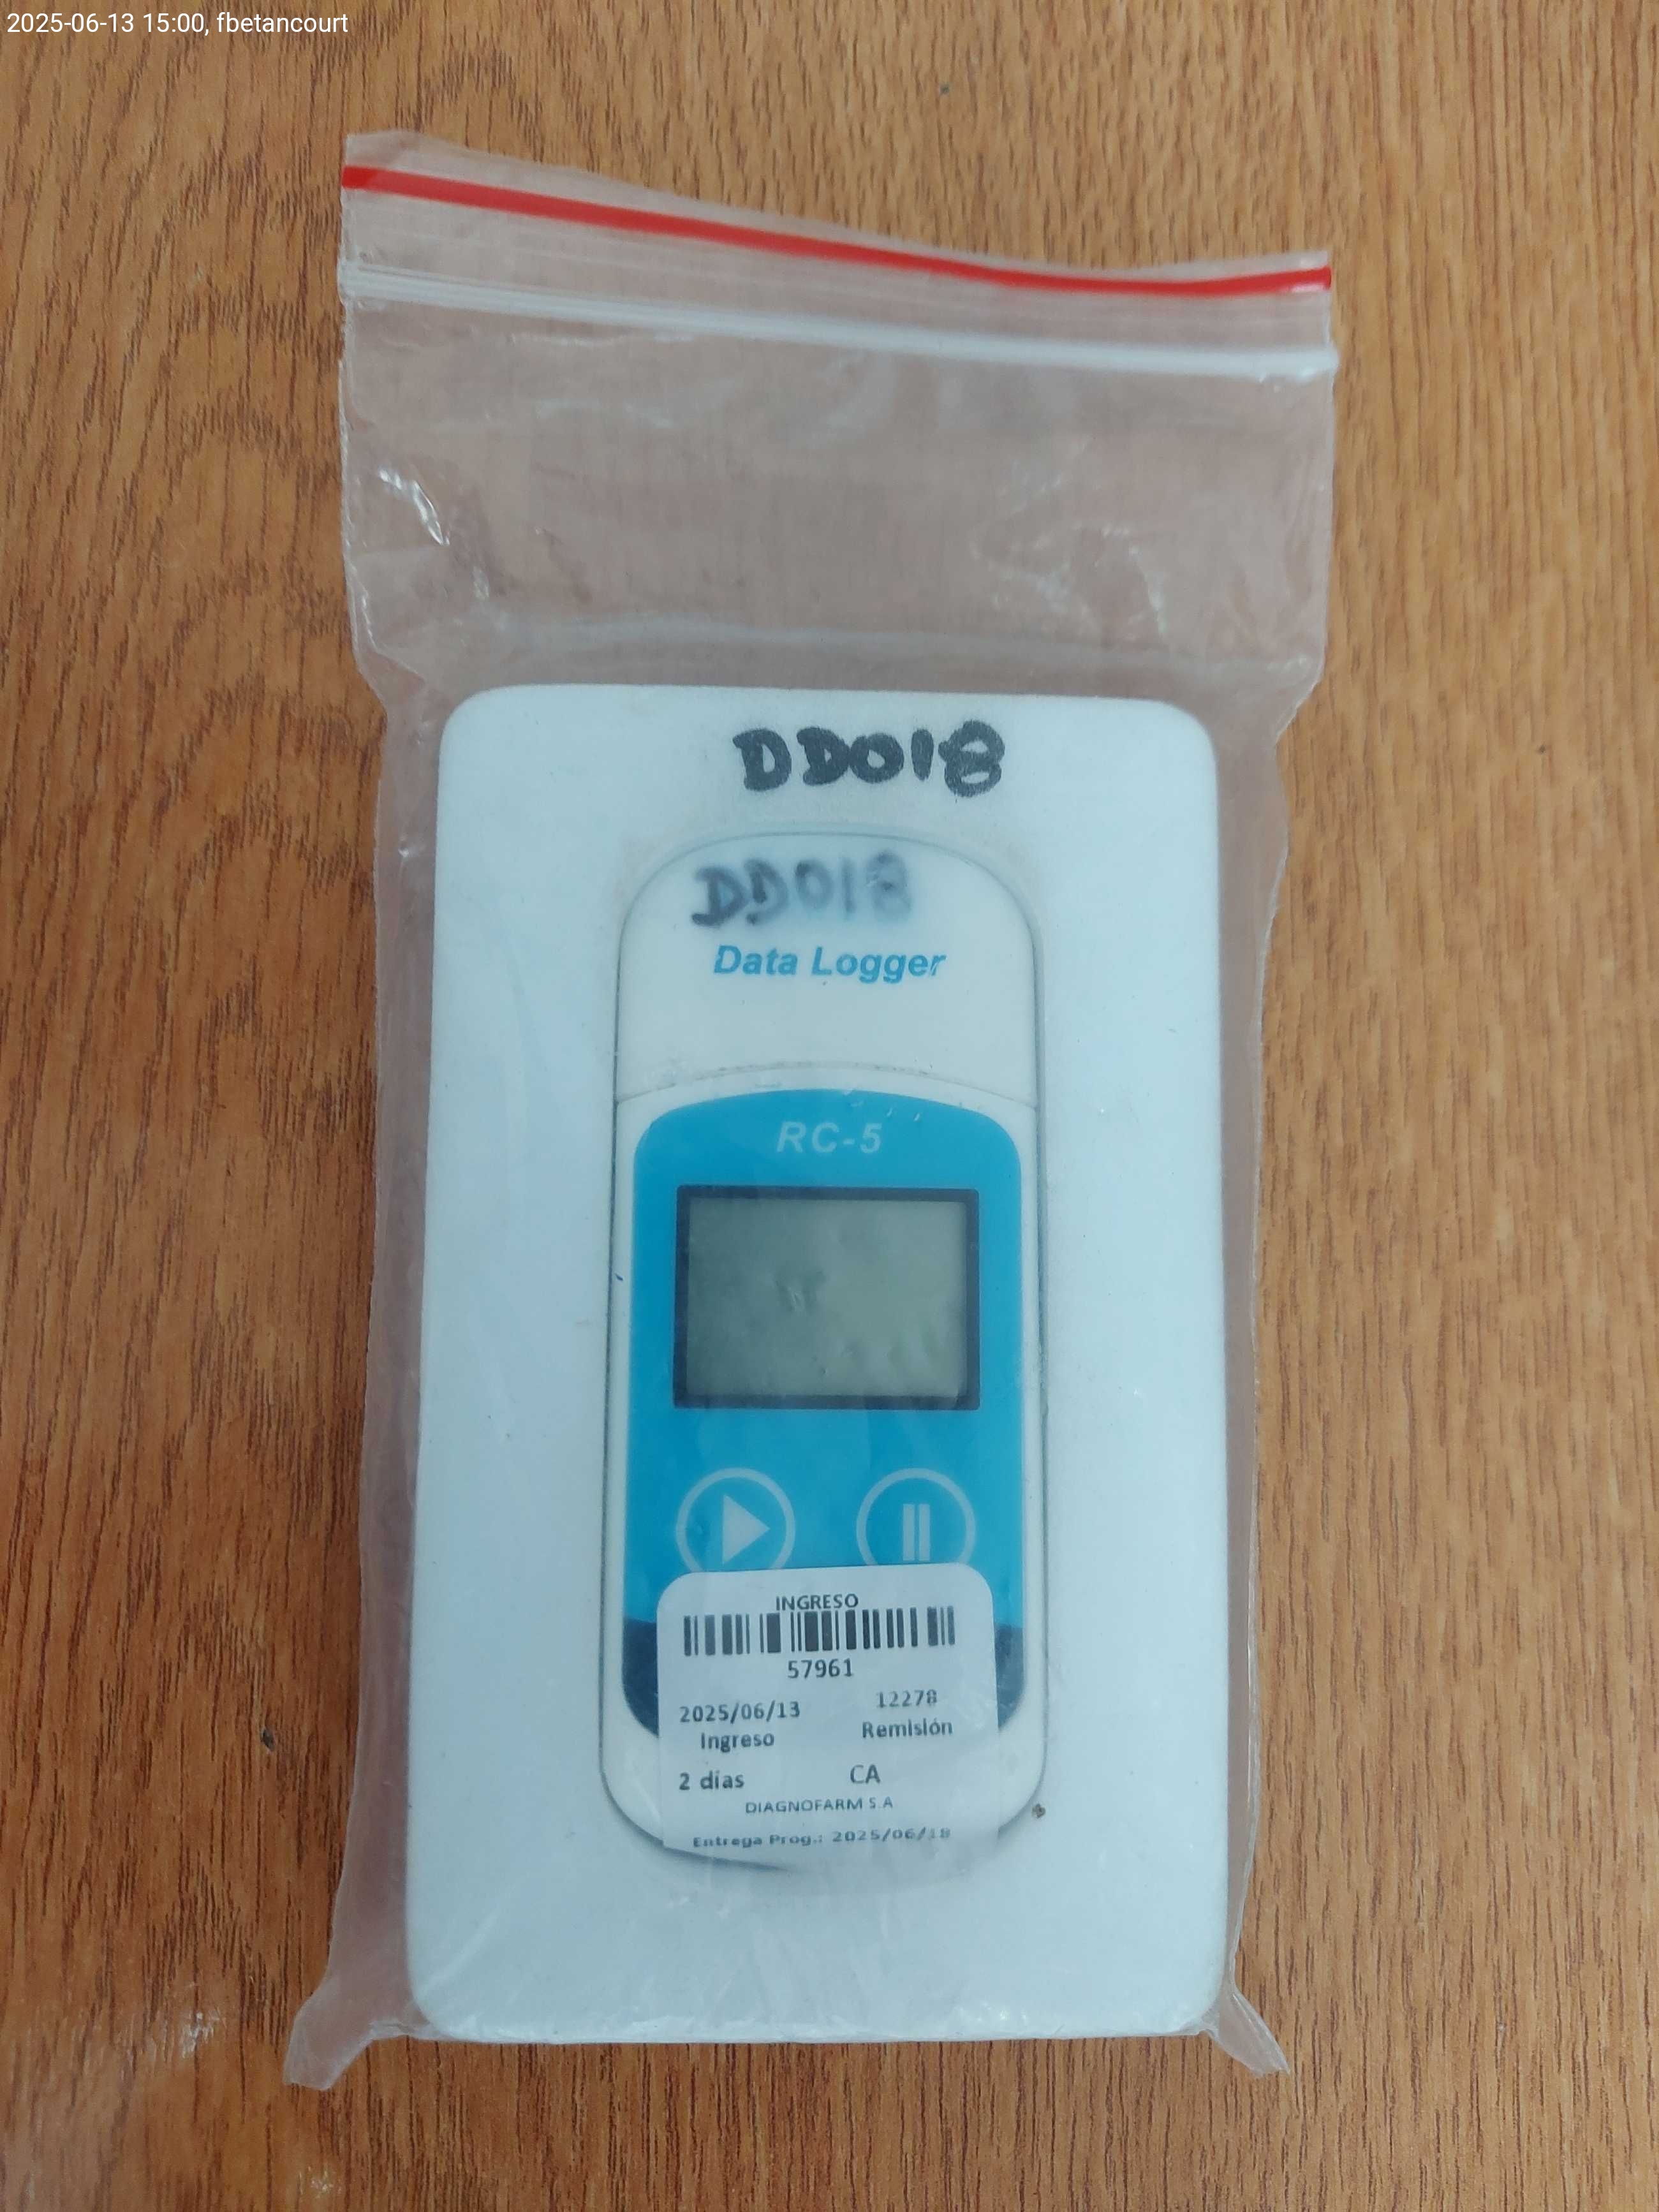 2025-06-13 15:00, fbetancourt
DD018
DD018
Data Logger
RC-5
INGRESO
57961
2025/06/13 12278
Ingreso Remisión
2 días CA
DIAGNOFARM S.A
Entrega Prog.: 2025/06/18